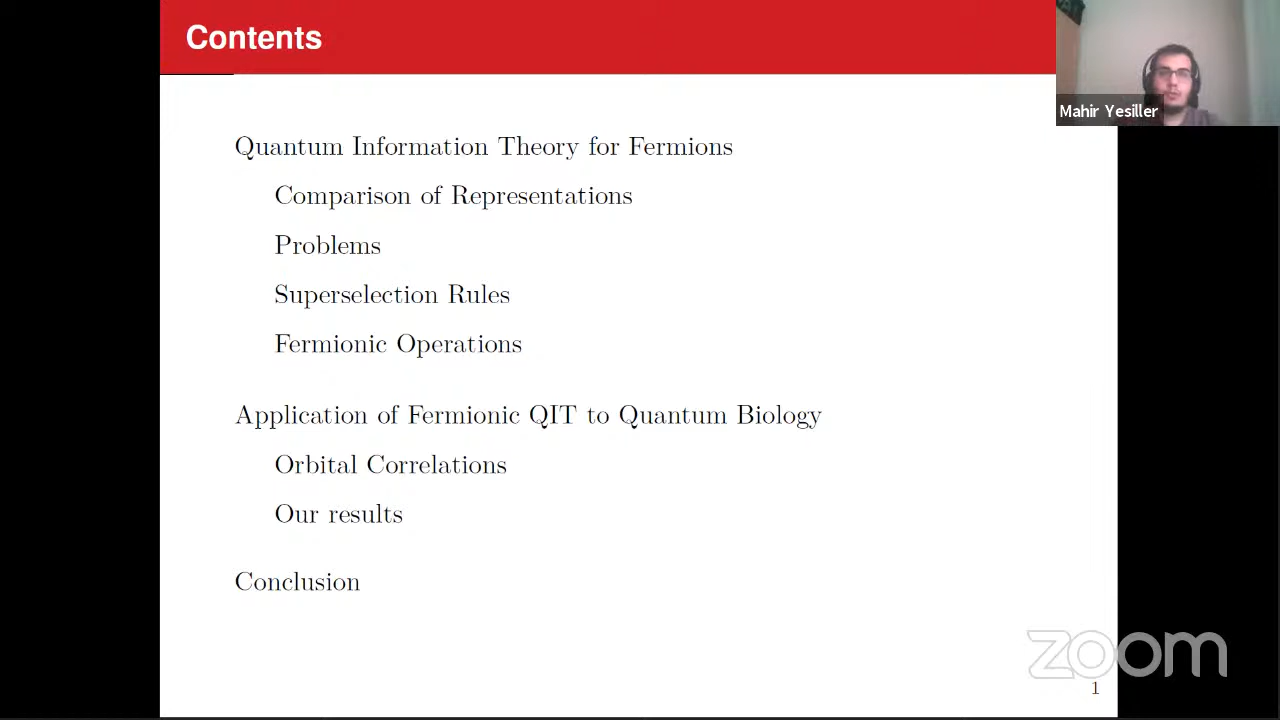 Contents
Mahir Yesiller
Quantum Information Theory for Fermions
Comparison of Representations
Problems
Superselection Rules
Fermionic Operations
Application of Fermionic QIT to Quantum Biology
Orbital Correlations
Our results
Conclusion
zoom
1